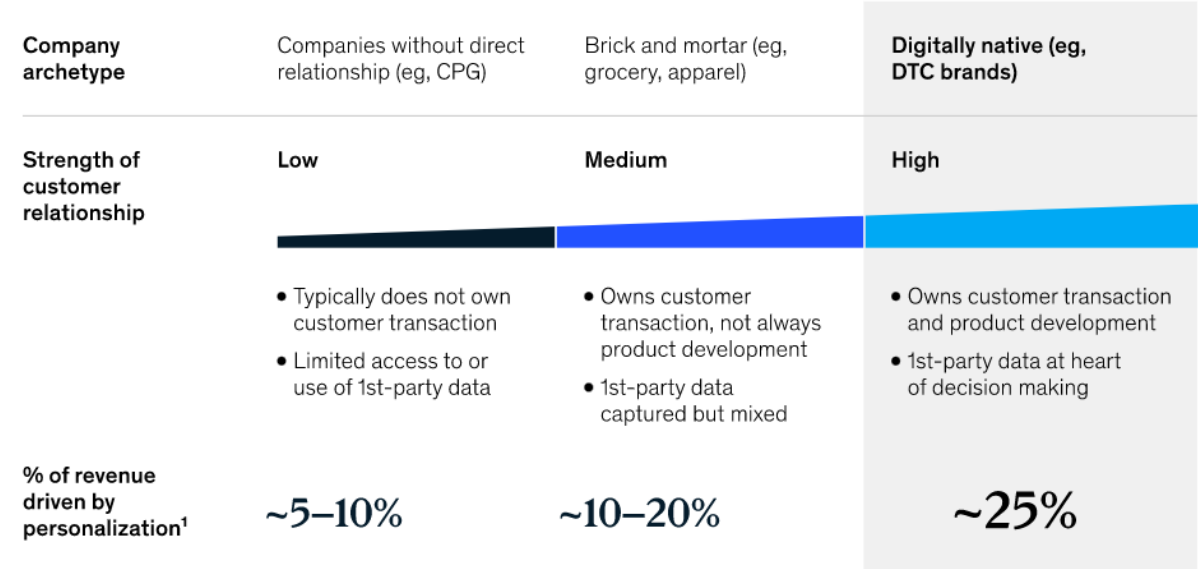 Company
archetype
Companies without direct
relationship (eg, CPG)
Brick and mortar (eg,
grocery, apparel)
Digitally native (eg,
DTC brands)
Strength of
customer
relationship
Low
Medium
High
• Typically does not own
customer transaction
• Limited access to or
use of 1st-party data
• Owns customer
transaction, not always
product development
• 1st-party data
captured but mixed
• Owns customer transaction
and product development
• 1st-party data at heart
of decision making
% of revenue
driven by
personalization¹
~5–10%
~10–20%
~25%